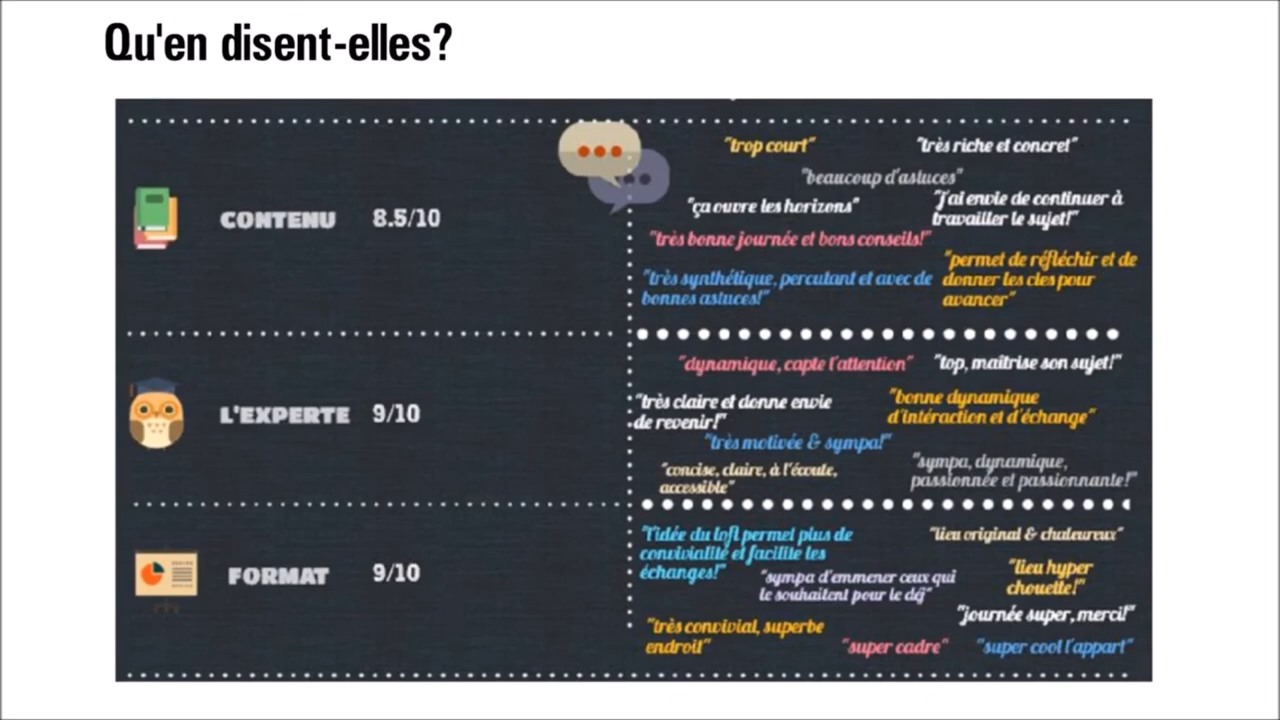 Qu'en disent-elles?
CONTENU 8.5/10
"trop court"
"très riche et concret"
"beaucoup d'astuces"
"ça ouvre les horizons"
"J'ai envie de continuer à
travailler le sujet!"
"très bonne journée et bons conseils!"
"très synthétique, percutant et avec de
bonnes astuces!"
"permet de réfléchir et de
donner les cles pour
avancer"
L'EXPERTE 9/10
"dynamique, capte l'attention"
"top, maîtrise son sujet!"
"très claire et donne envie
de revenir!"
"bonne dynamique
d'intéraction et d'échange"
"très motivée & sympa!"
"concise, claire, à l'écoute,
accessible"
"sympa, dynamique,
passionnée et passionnante!"
FORMAT 9/10
"l'idée du loft permet plus de
convivialité et facilite les
échanges!"
"lieu original & chaleureux"
"sympa d'emmener ceux qui
le souhaitent pour le déj"
"lieu hyper
chouette!"
"journée super, merci!"
"très convivial, superbe
endroit"
"super cadre"
"super cool l'appart"